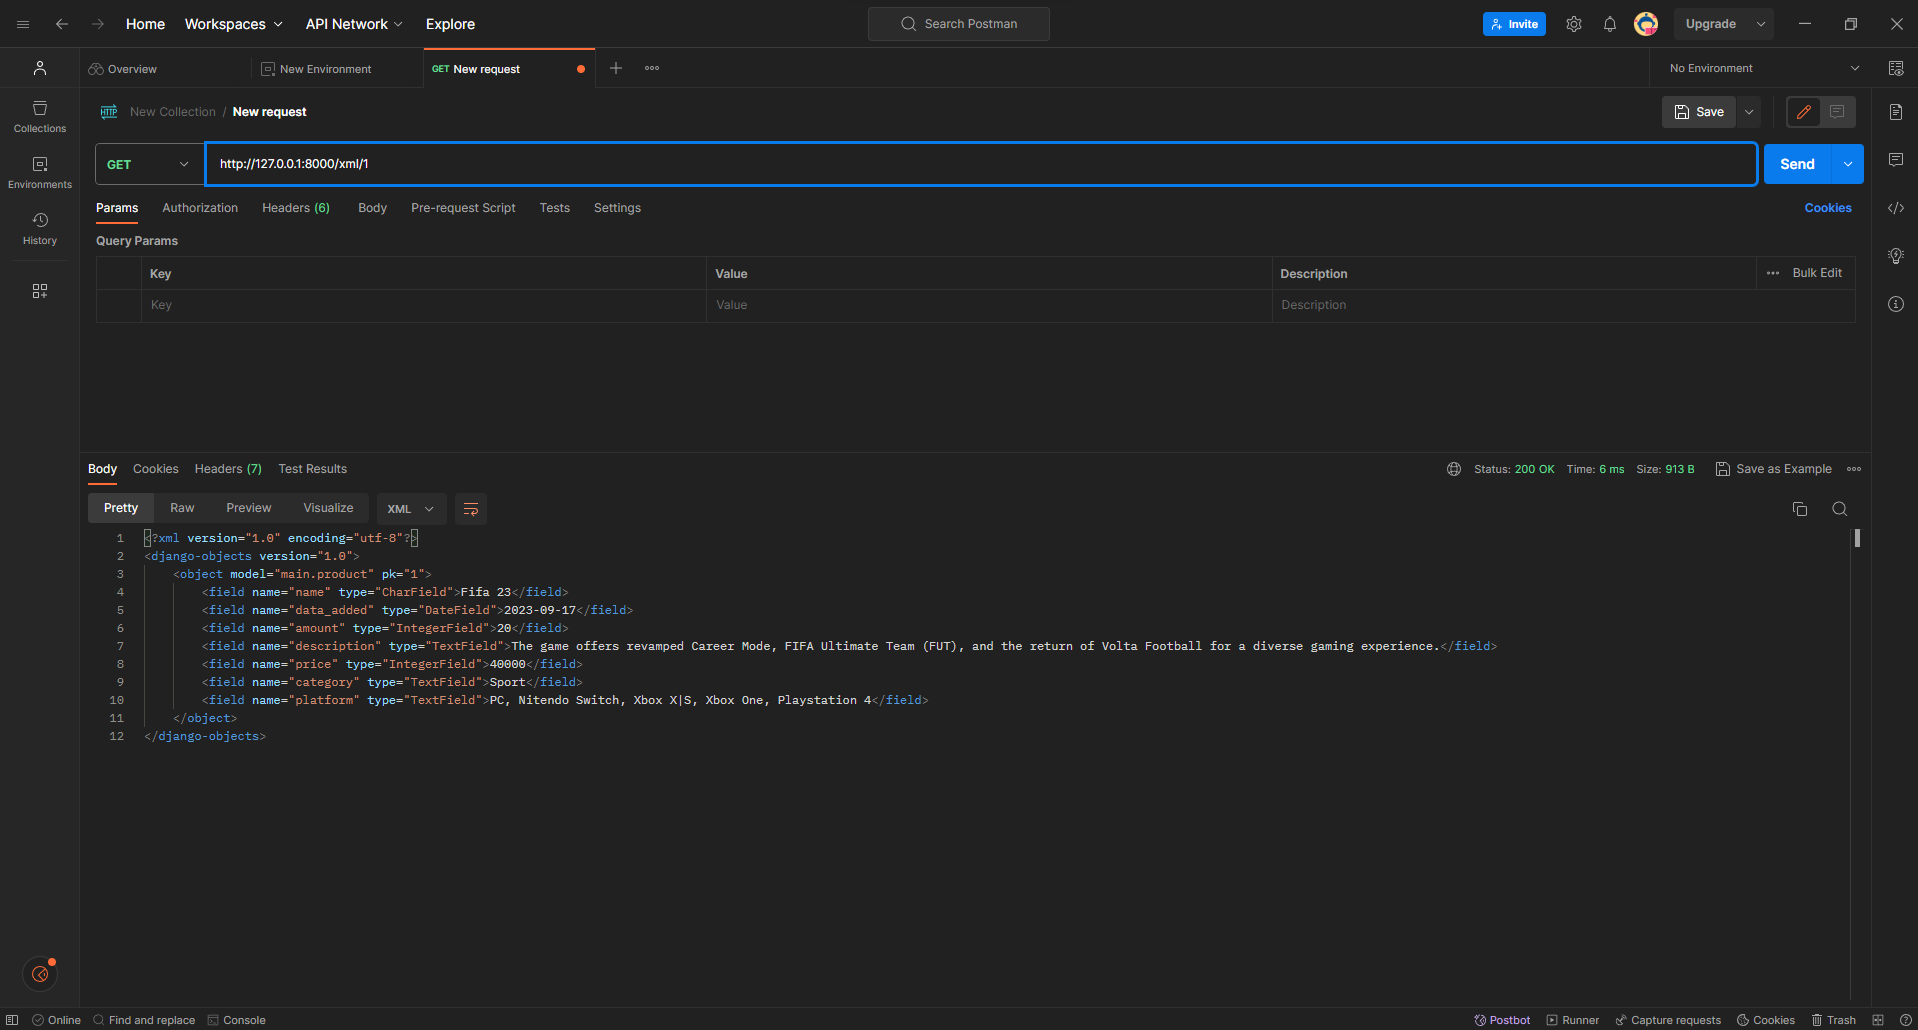 Home Workspaces API Network Explore Search Postman Invite Upgrade
Overview New Environment GET New request No Environment
Collections
Environments
History
HTTP New Collection / New request Save
GET http://127.0.0.1:8000/xml/1 Send
Params Authorization Headers (6) Body Pre-request Script Tests Settings Cookies
Query Params
Key Value Description Bulk Edit
Key Value Description
Body Cookies Headers (7) Test Results Status: 200 OK Time: 6 ms Size: 913 B Save as Example
Pretty Raw Preview Visualize XML
1 <?xml version="1.0" encoding="utf-8"?>
2 <django-objects version="1.0">
3 <object model="main.product" pk="1">
4 <field name="name" type="CharField">Fifa 23</field>
5 <field name="data_added" type="DateField">2023-09-17</field>
6 <field name="amount" type="IntegerField">20</field>
7 <field name="description" type="TextField">The game offers revamped Career Mode, FIFA Ultimate Team (FUT), and the return of Volta Football for a diverse gaming experience.</field>
8 <field name="price" type="IntegerField">40000</field>
9 <field name="category" type="TextField">Sport</field>
10 <field name="platform" type="TextField">PC, Nitendo Switch, Xbox X|S, Xbox One, Playstation 4</field>
11 </object>
12 </django-objects>
Online Find and replace Console Postbot Runner Capture requests Cookies Trash